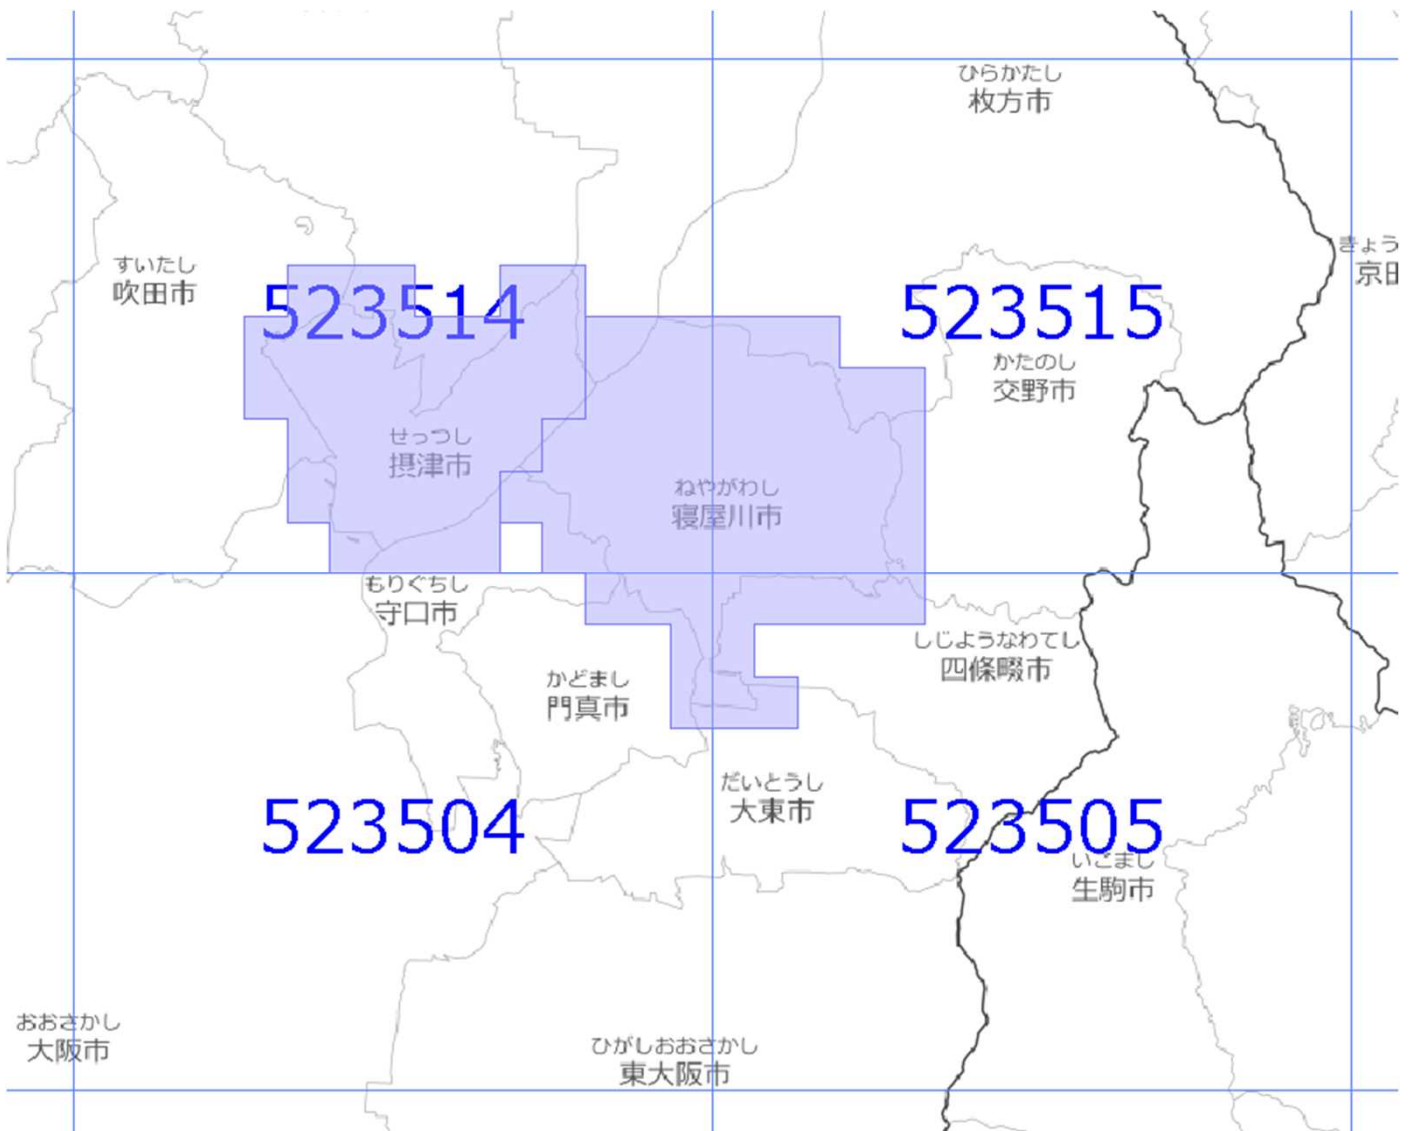 ひらかたし
枚方市
きょう
京田
すいたし
吹田市
523514
523515
かたのし
交野市
せっつし
摂津市
ねやがわし
寝屋川市
もりぐちし
守口市
しじようなわてし
四條畷市
かどまし
門真市
だいとうし
大東市
523504
523505
いこまし
生駒市
おおさかし
大阪市
ひがしおおさかし
東大阪市